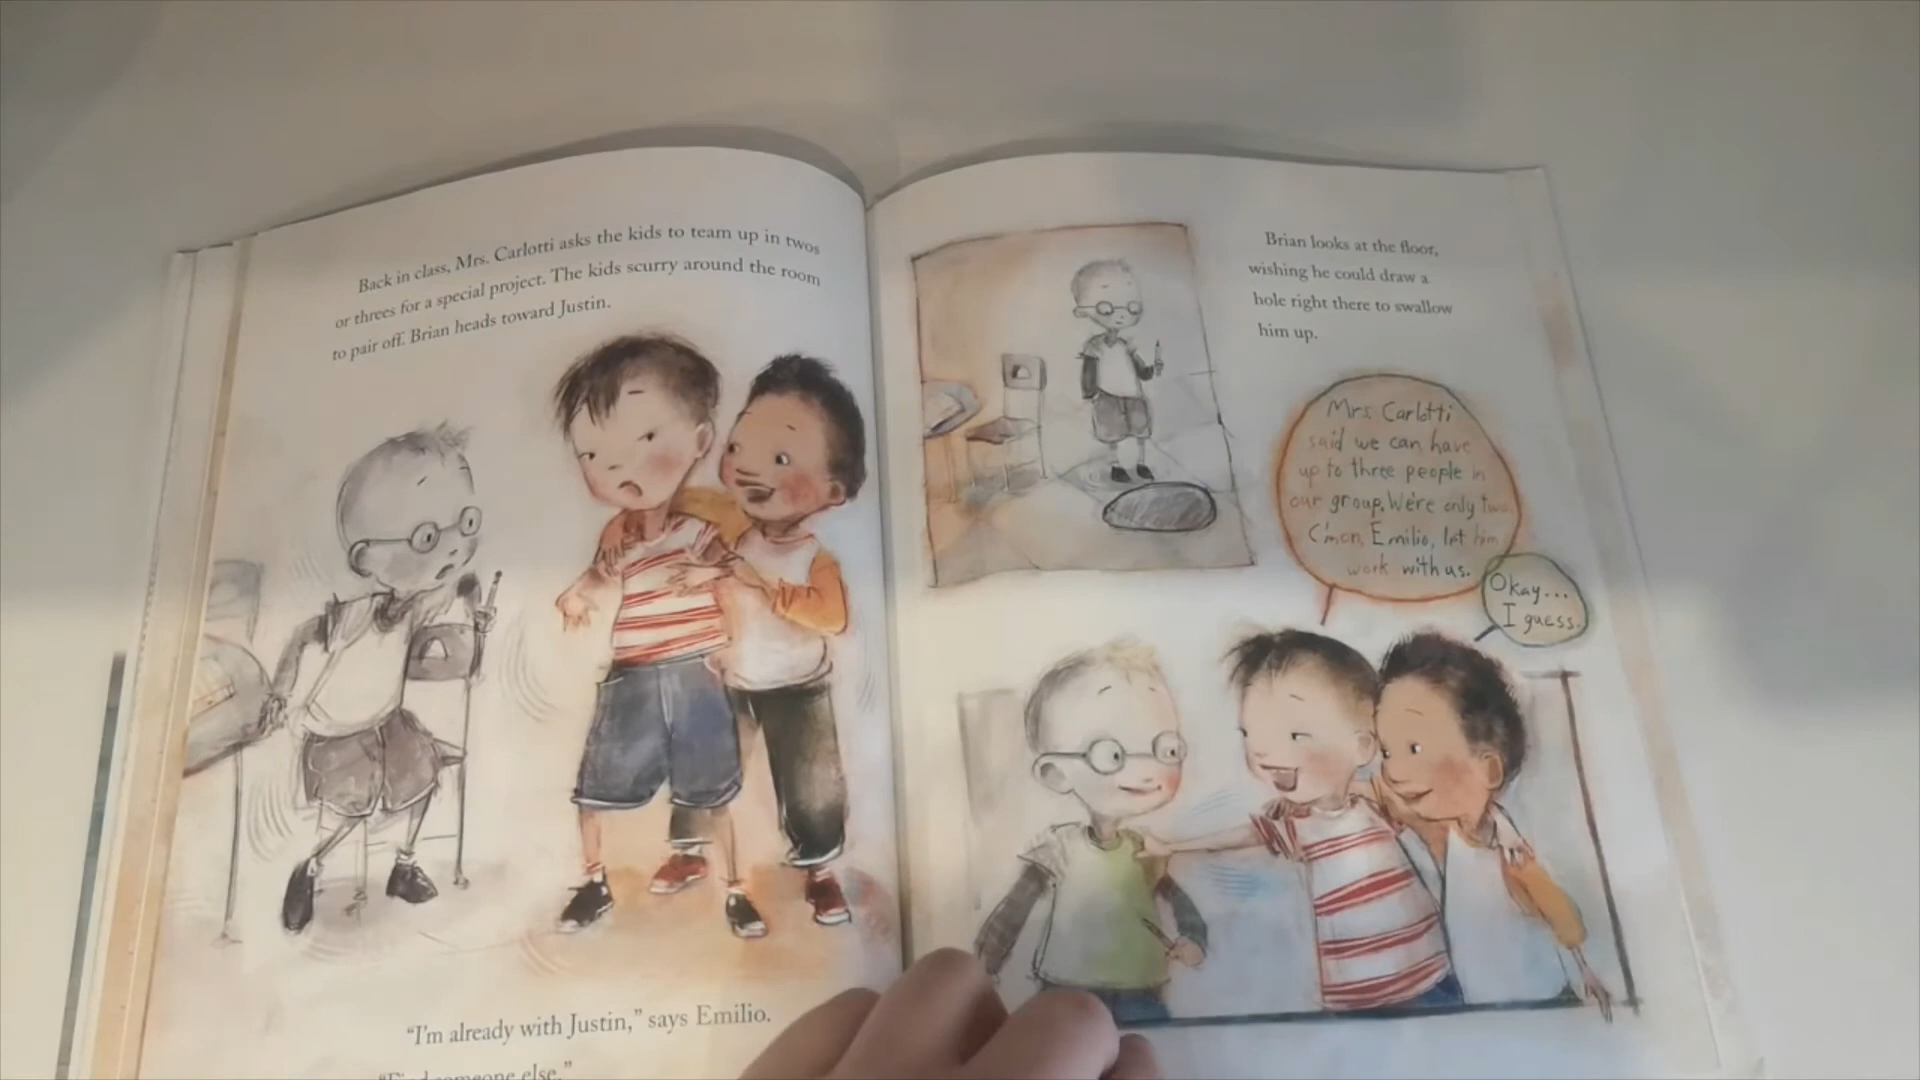 Back in class, Mrs. Carlotti asks the kids to team up in twos
or threes for a special project. The kids scurry around the room
to pair off. Brian heads toward Justin.
“I’m already with Justin,” says Emilio.
someone else.”
Brian looks at the floor,
wishing he could draw a
hole right there to swallow
him up.
Mrs. Carlotti
said we can have
up to three people in
our group. We're only two.
C'mon, Emilio, let him
work with us.
Okay...
I guess.